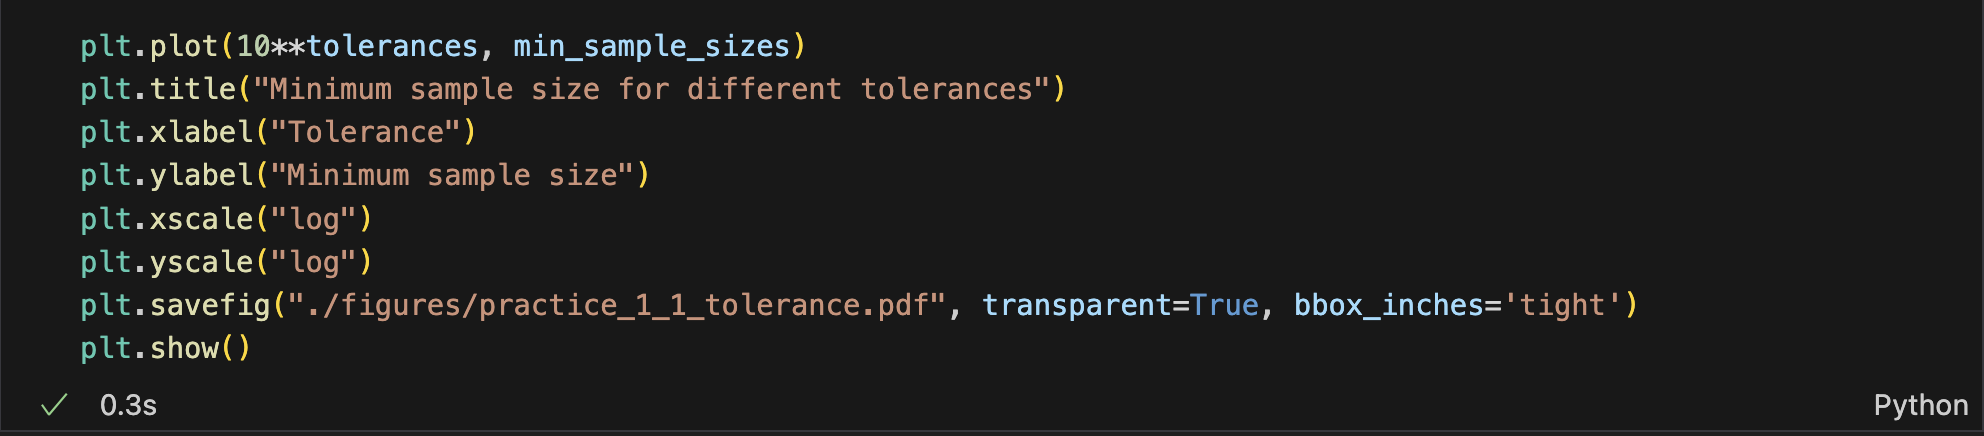 plt.plot(10**tolerances, min_sample_sizes)
plt.title("Minimum sample size for different tolerances")
plt.xlabel("Tolerance")
plt.ylabel("Minimum sample size")
plt.xscale("log")
plt.yscale("log")
plt.savefig("./figures/practice_1_1_tolerance.pdf", transparent=True, bbox_inches='tight')
plt.show()
0.3s Python